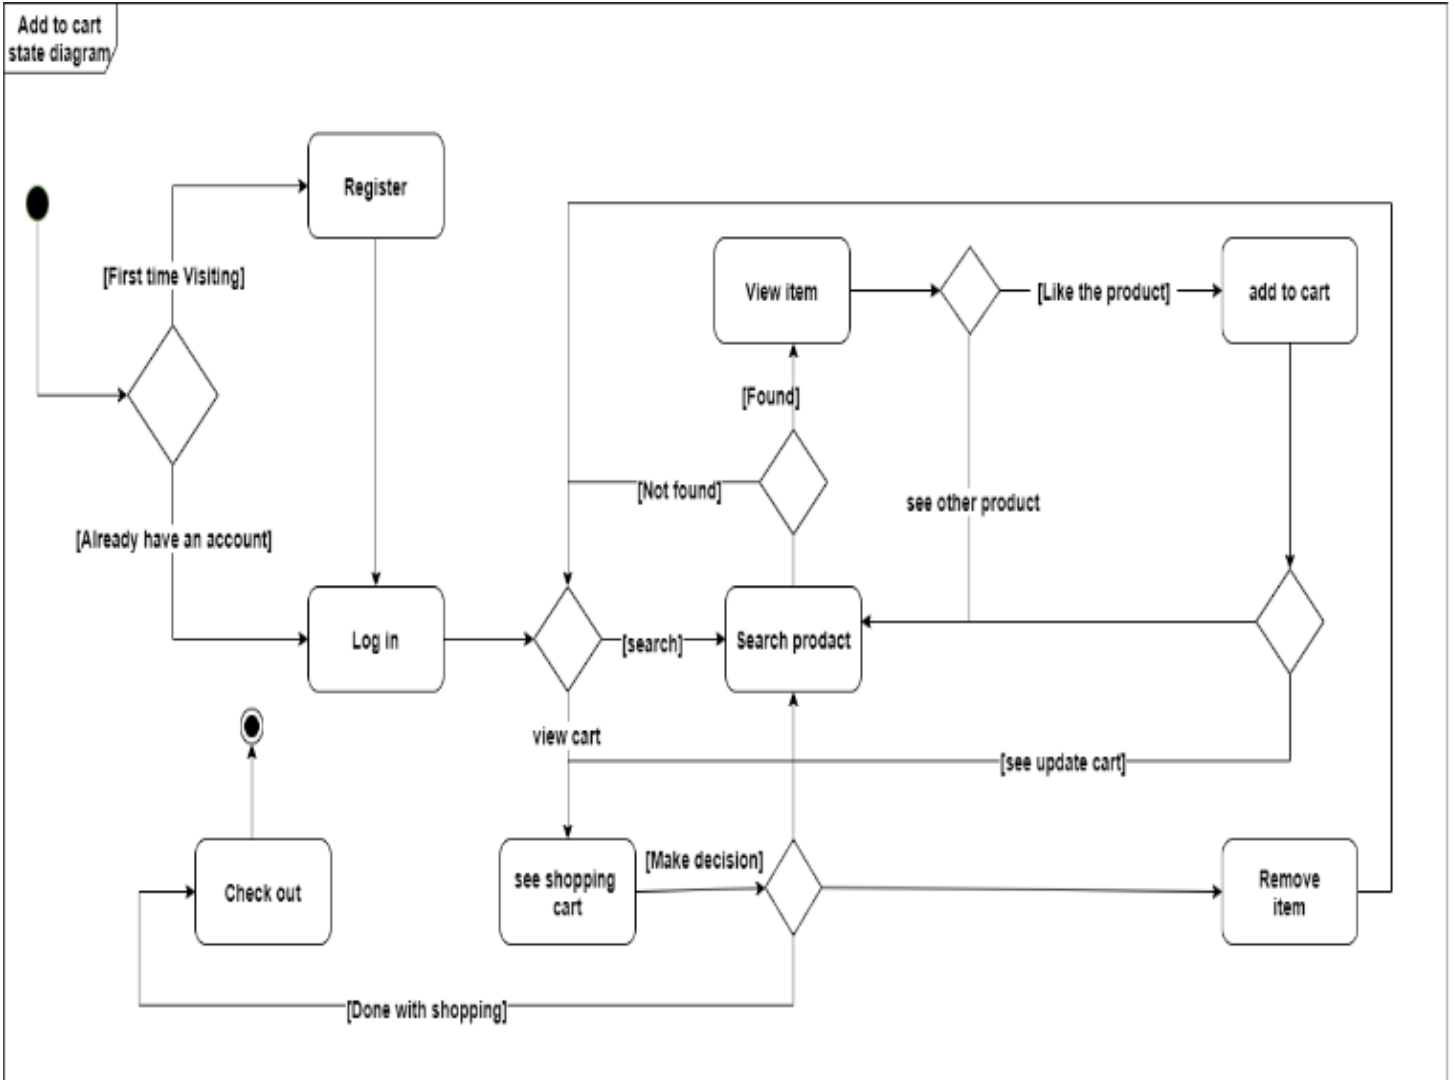 Add to cart
state diagram
Register
[First time Visiting]
View item
[Like the product]
add to cart
[Found]
[Not found]
see other product
[Already have an account]
Log in
[search]
Search prodact
view cart
[see update cart]
Check out
see shopping
cart
[Make decision]
Remove
item
[Done with shopping]